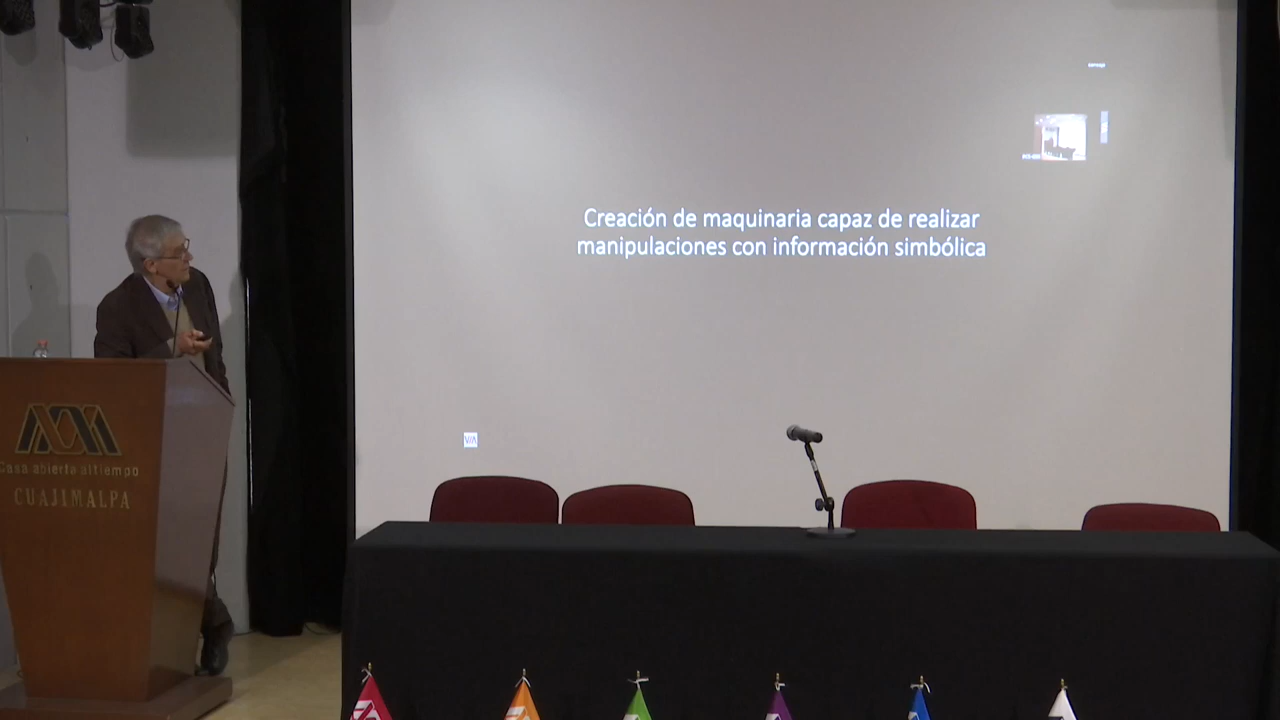 Creación de maquinaria capaz de realizar
manipulaciones con información simbólica
V/A
Casa abierta al tiempo
CUAJIMALPA